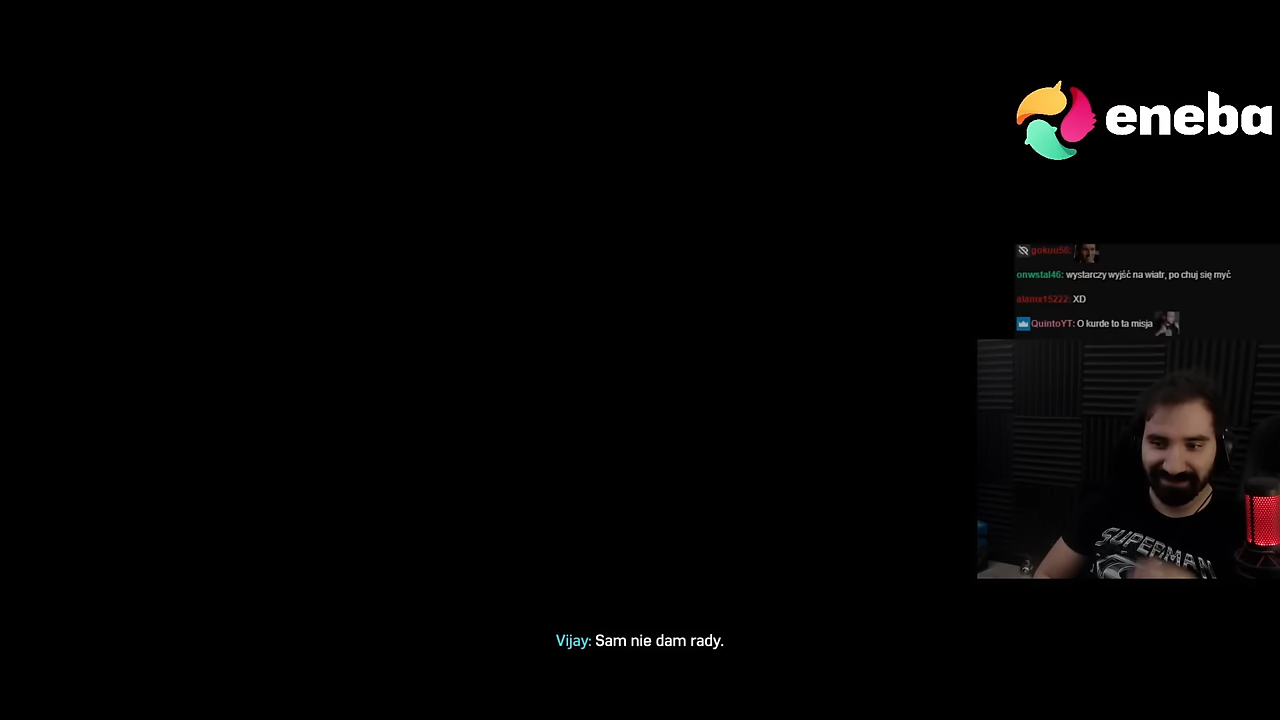 eneba
gokuu56:
onwstal46: wystarczy wyjść na wiatr, po chuj się myć
alamx15222: XD
QuintoYT: O kurde to ta misja
SUPERMAN
Vijay: Sam nie dam rady.